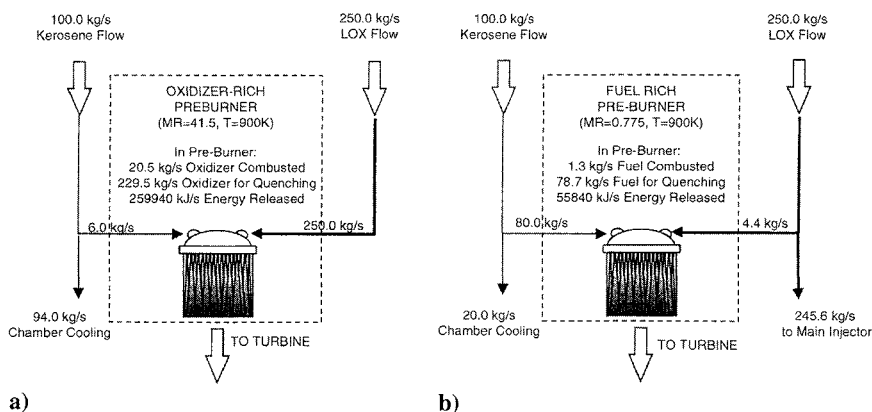 100.0 kg/s
Kerosene Flow
250.0 kg/s
LOX Flow
OXIDIZER-RICH
PREBURNER
(MR=41.5, T=900K)
In Pre-Burner:
20.5 kg/s Oxidizer Combusted
229.5 kg/s Oxidizer for Quenching
259940 kJ/s Energy Released
6.0 kg/s
250.0 kg/s
94.0 kg/s
Chamber Cooling
TO TURBINE
a)
100.0 kg/s
Kerosene Flow
250.0 kg/s
LOX Flow
FUEL RICH
PRE-BURNER
(MR=0.775, T=900K)
In Pre-Burner:
1.3 kg/s Fuel Combusted
78.7 kg/s Fuel for Quenching
55840 kJ/s Energy Released
80.0 kg/s
4.4 kg/s
20.0 kg/s
Chamber Cooling
245.6 kg/s
to Main Injector
TO TURBINE
b)